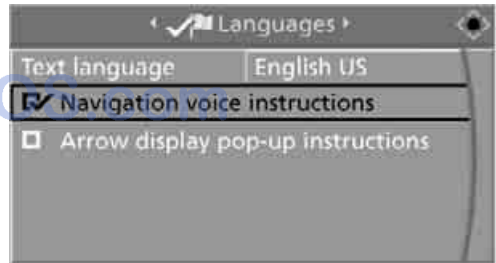 Languages
Text language English US
Navigation voice instructions
Arrow display pop-up instructions